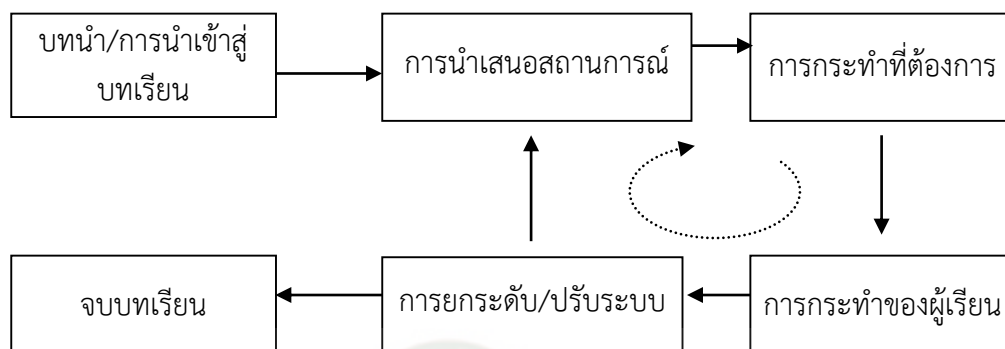 บทนำ/การนำเข้าสู่
บทเรียน
การนำเสนอสถานการณ์
การกระทำที่ต้องการ
จบบทเรียน
การยกระดับ/ปรับระบบ
การกระทำของผู้เรียน